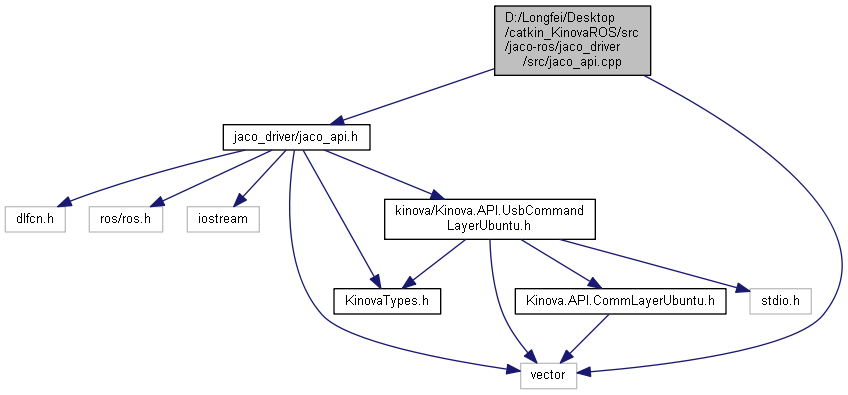 D:/Longfei/Desktop
/catkin_KinovaROS/src
/jaco-ros/jaco_driver
/src/jaco_api.cpp
jaco_driver/jaco_api.h
dlfcn.h
ros/ros.h
iostream
kinova/Kinova.API.UsbCommand
LayerUbuntu.h
KinovaTypes.h
Kinova.API.CommLayerUbuntu.h
stdio.h
vector